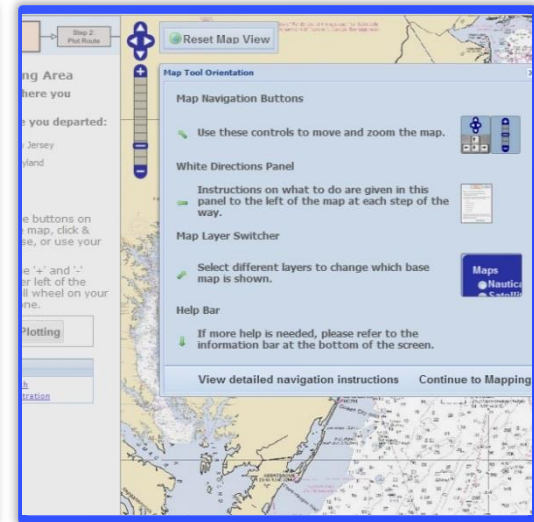 Step 2
Plot Route
Reset Map View
ng Area
here you
e you departed:
Jersey
yland
e buttons on
map, click &
se, or use your
e '+' and '-'
er left of the
ll wheel on your
one.
Plotting
h
tration
Map Tool Orientation
Map Navigation Buttons
Use these controls to move and zoom the map.
White Directions Panel
Instructions on what to do are given in this
panel to the left of the map at each step of the
way.
Map Layer Switcher
Select different layers to change which base
map is shown.
Maps
Nautica
Satelli
Help Bar
If more help is needed, please refer to the
information bar at the bottom of the screen.
View detailed navigation instructions
Continue to Mapping